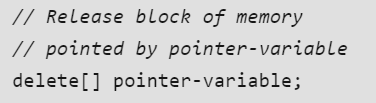 // Release block of memory
// pointed by pointer-variable
delete[] pointer-variable;